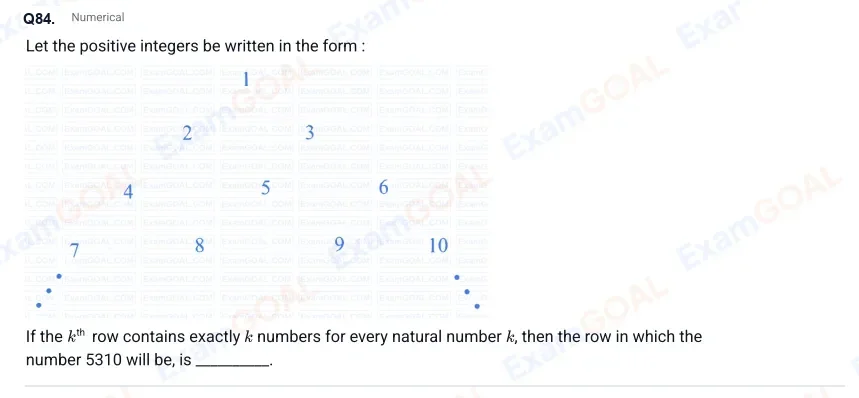 Q84. Numerical
Let the positive integers be written in the form :
1
2 3
4 5 6
7 8 9 10
If the kth row contains exactly k numbers for every natural number k, then the row in which the
number 5310 will be, is ________.
ExamGOAL